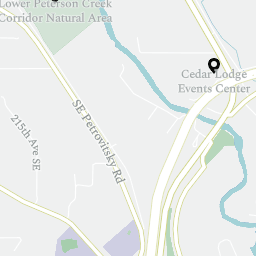 Lower Peterson Creek
Corridor Natural Area
Cedar Lodge
Events Center
SE Petrovitsky Rd
215th Ave SE